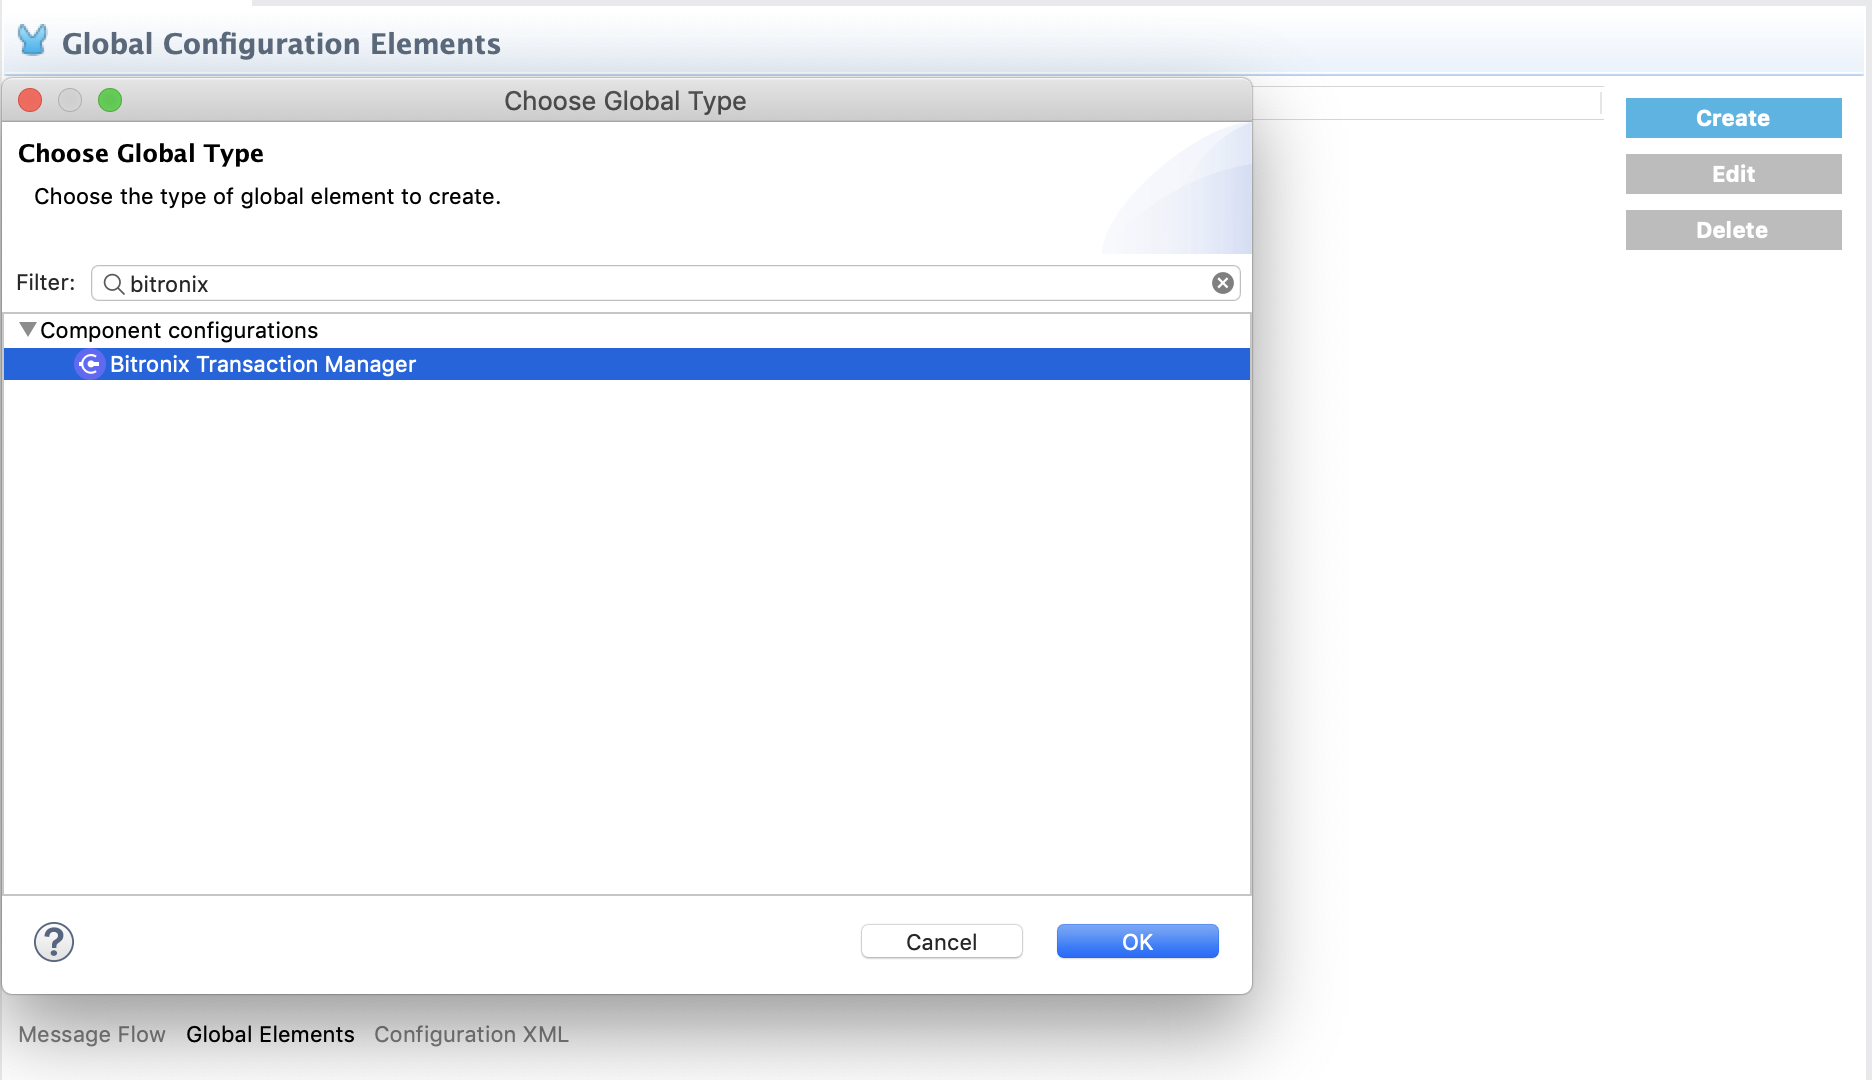 Global Configuration Elements
Choose Global Type
Create
Edit
Delete
Choose Global Type
Choose the type of global element to create.
Filter: bitronix
Component configurations
Bitronix Transaction Manager
? Cancel OK
Message Flow Global Elements Configuration XML